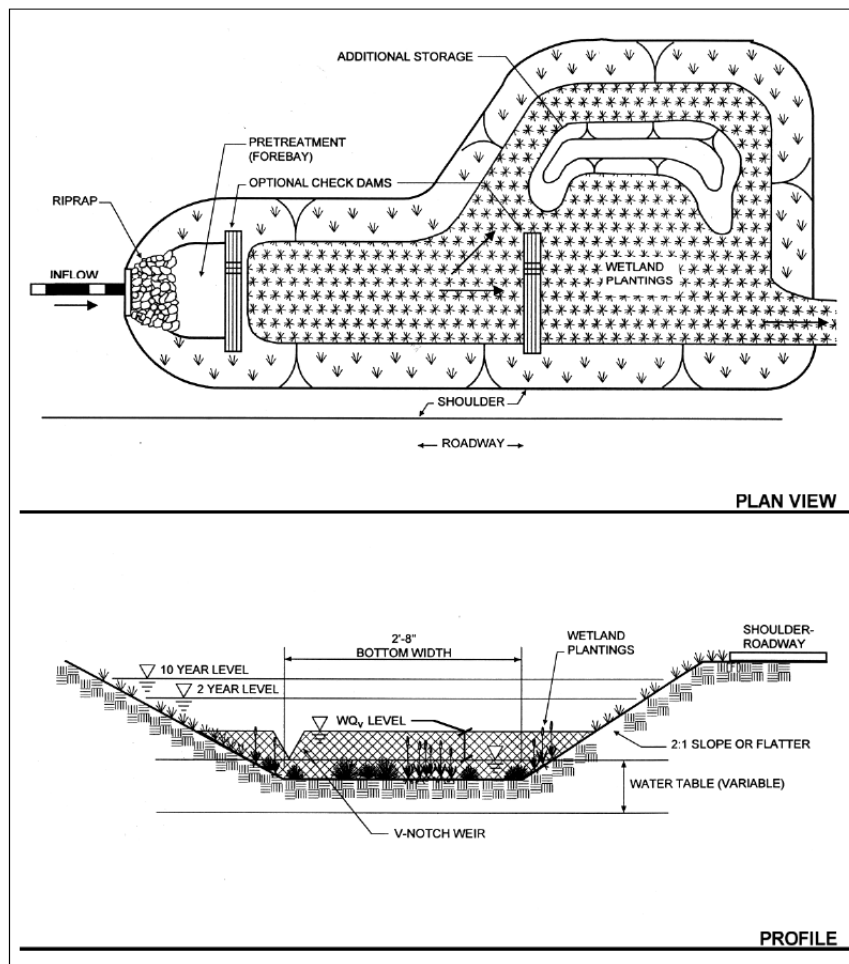 ADDITIONAL STORAGE
PRETREATMENT
(FOREBAY)
OPTIONAL CHECK DAMS
RIPRAP
INFLOW
WETLAND
PLANTINGS
SHOULDER
ROADWAY
PLAN VIEW
2'-8"
BOTTOM WIDTH
WETLAND
PLANTINGS
SHOULDER-
ROADWAY
10 YEAR LEVEL
2 YEAR LEVEL
WQv LEVEL
2:1 SLOPE OR FLATTER
WATER TABLE (VARIABLE)
V-NOTCH WEIR
PROFILE